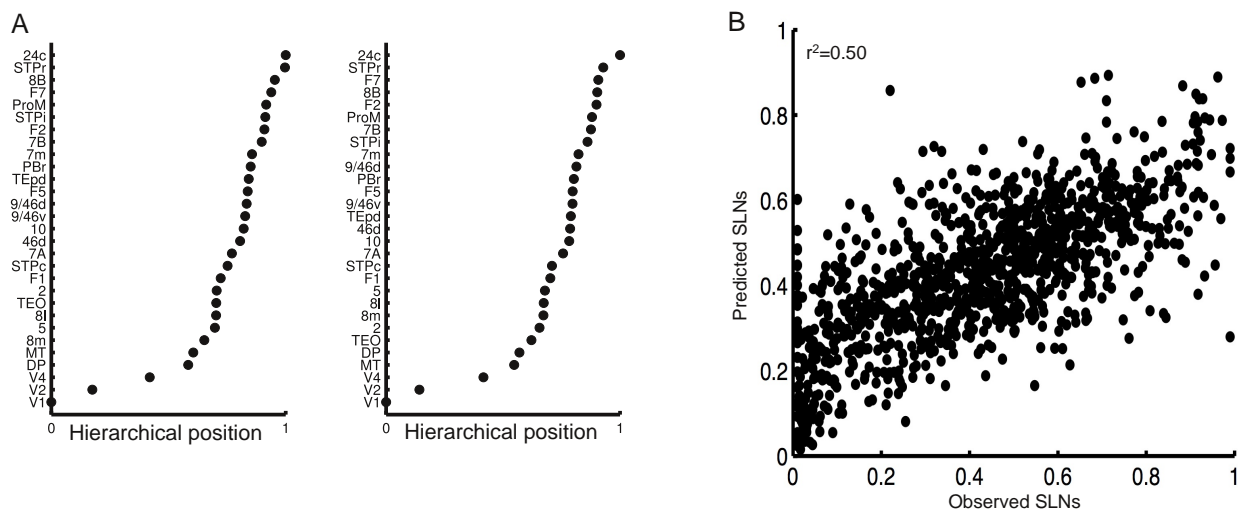 A
24c
STPr
8B
F7
ProM
STPi
F2
7B
7m
PBr
TEpd
F5
9/46d
9/46v
10
46d
7A
STPc
F1
2
TEO
8l
5
8m
MT
DP
V4
V2
V1
0
1
Hierarchical position
24c
STPr
F7
8B
F2
ProM
7B
STPi
7m
9/46d
PBr
F5
9/46v
TEpd
46d
10
7A
STPc
F1
5
8l
8m
2
TEO
DP
MT
V4
V2
V1
0
1
Hierarchical position
B
r²=0.50
Predicted SLNs
1
0.8
0.6
0.4
0.2
0
0 0.2 0.4 0.6 0.8 1
Observed SLNs